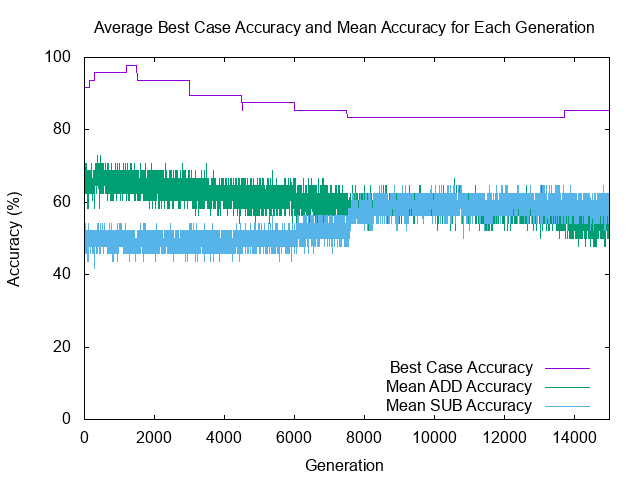 Average Best Case Accuracy and Mean Accuracy for Each Generation
100
80
60
40
20
0
Accuracy (%)
Best Case Accuracy
Mean ADD Accuracy
Mean SUB Accuracy
0 2000 4000 6000 8000 10000 12000 14000
Generation